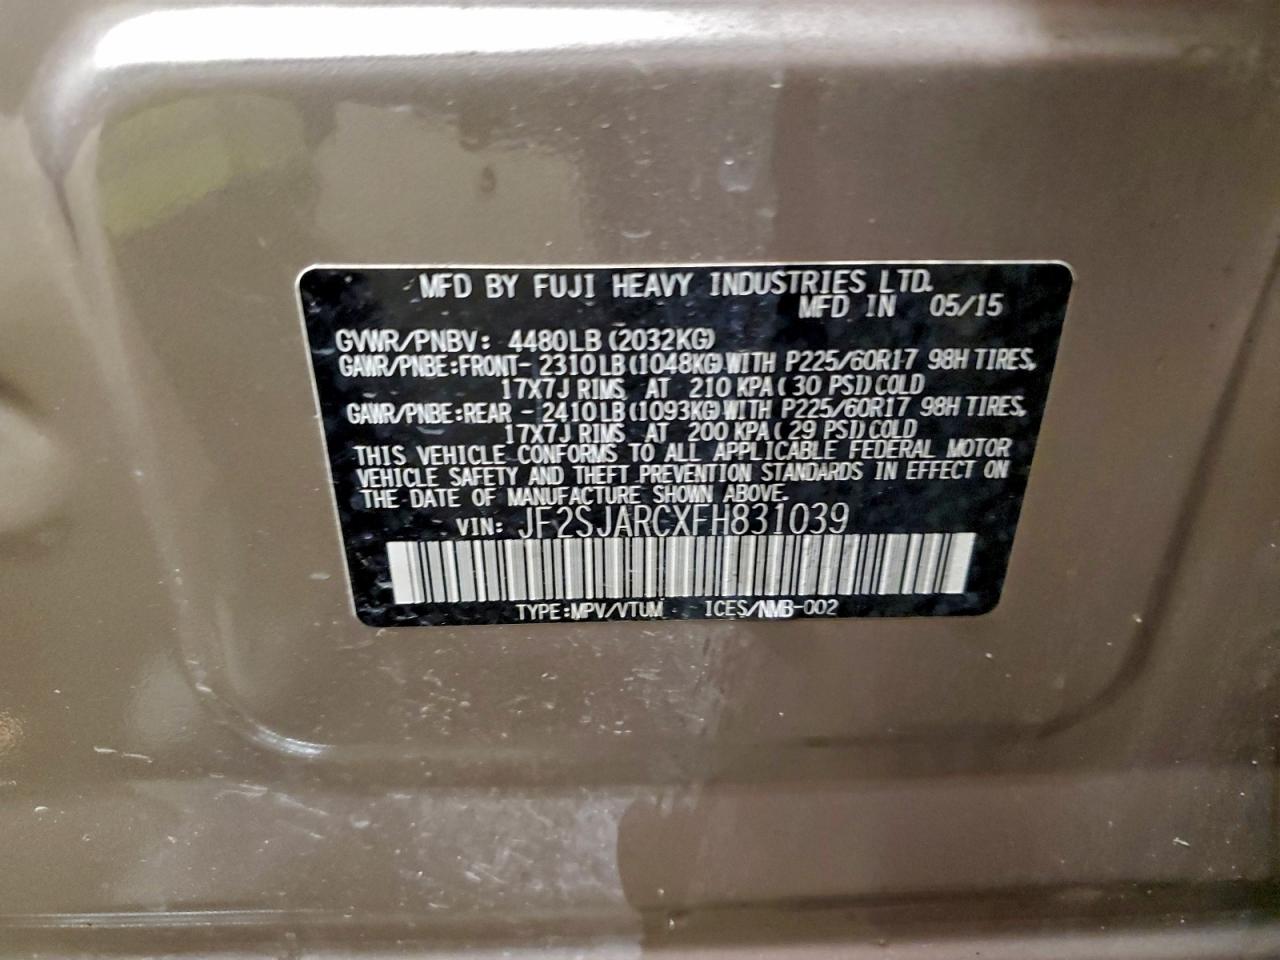 MFD BY FUJI HEAVY INDUSTRIES LTD.
MFD IN 05/15
GVWR/PNBV: 4480LB(2032KG)
GAWR/PNBE:FRONT- 2310LB(1048KG)WITH P225/60R17 98H TIRES,
17X7J RIMS AT 210 KPA(30 PSI)COLD
GAWR/PNBE:REAR - 2410LB(1093KG)WITH P225/60R17 98H TIRES,
17X7J RIMS AT 200 KPA(29 PSI)COLD
THIS VEHICLE CONFORMS TO ALL APPLICABLE FEDERAL MOTOR
VEHICLE SAFETY AND THEFT PREVENTION STANDARDS IN EFFECT ON
THE DATE OF MANUFACTURE SHOWN ABOVE.
VIN: JF2SJARCXFH831039
TYPE:MPV/VTUM ICES/NMB-002